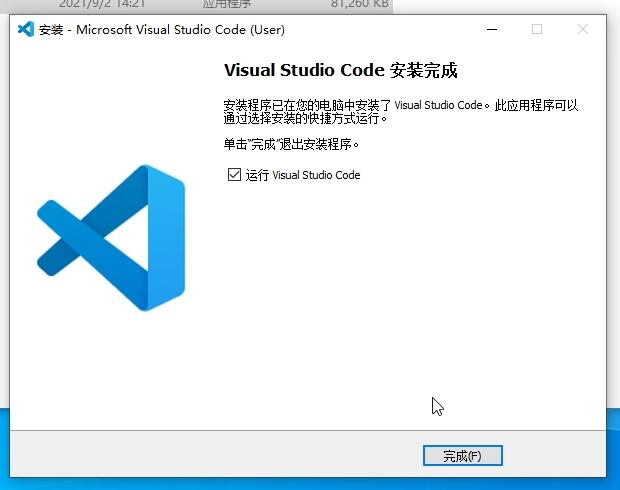 2021/9/2 14:21 应用程序 81,260 KB
安装 - Microsoft Visual Studio Code (User)
Visual Studio Code 安装完成
安装程序已在您的电脑中安装了 Visual Studio Code。此应用程序可以
通过选择安装的快捷方式运行。
单击“完成”退出安装程序。
运行 Visual Studio Code
完成(F)